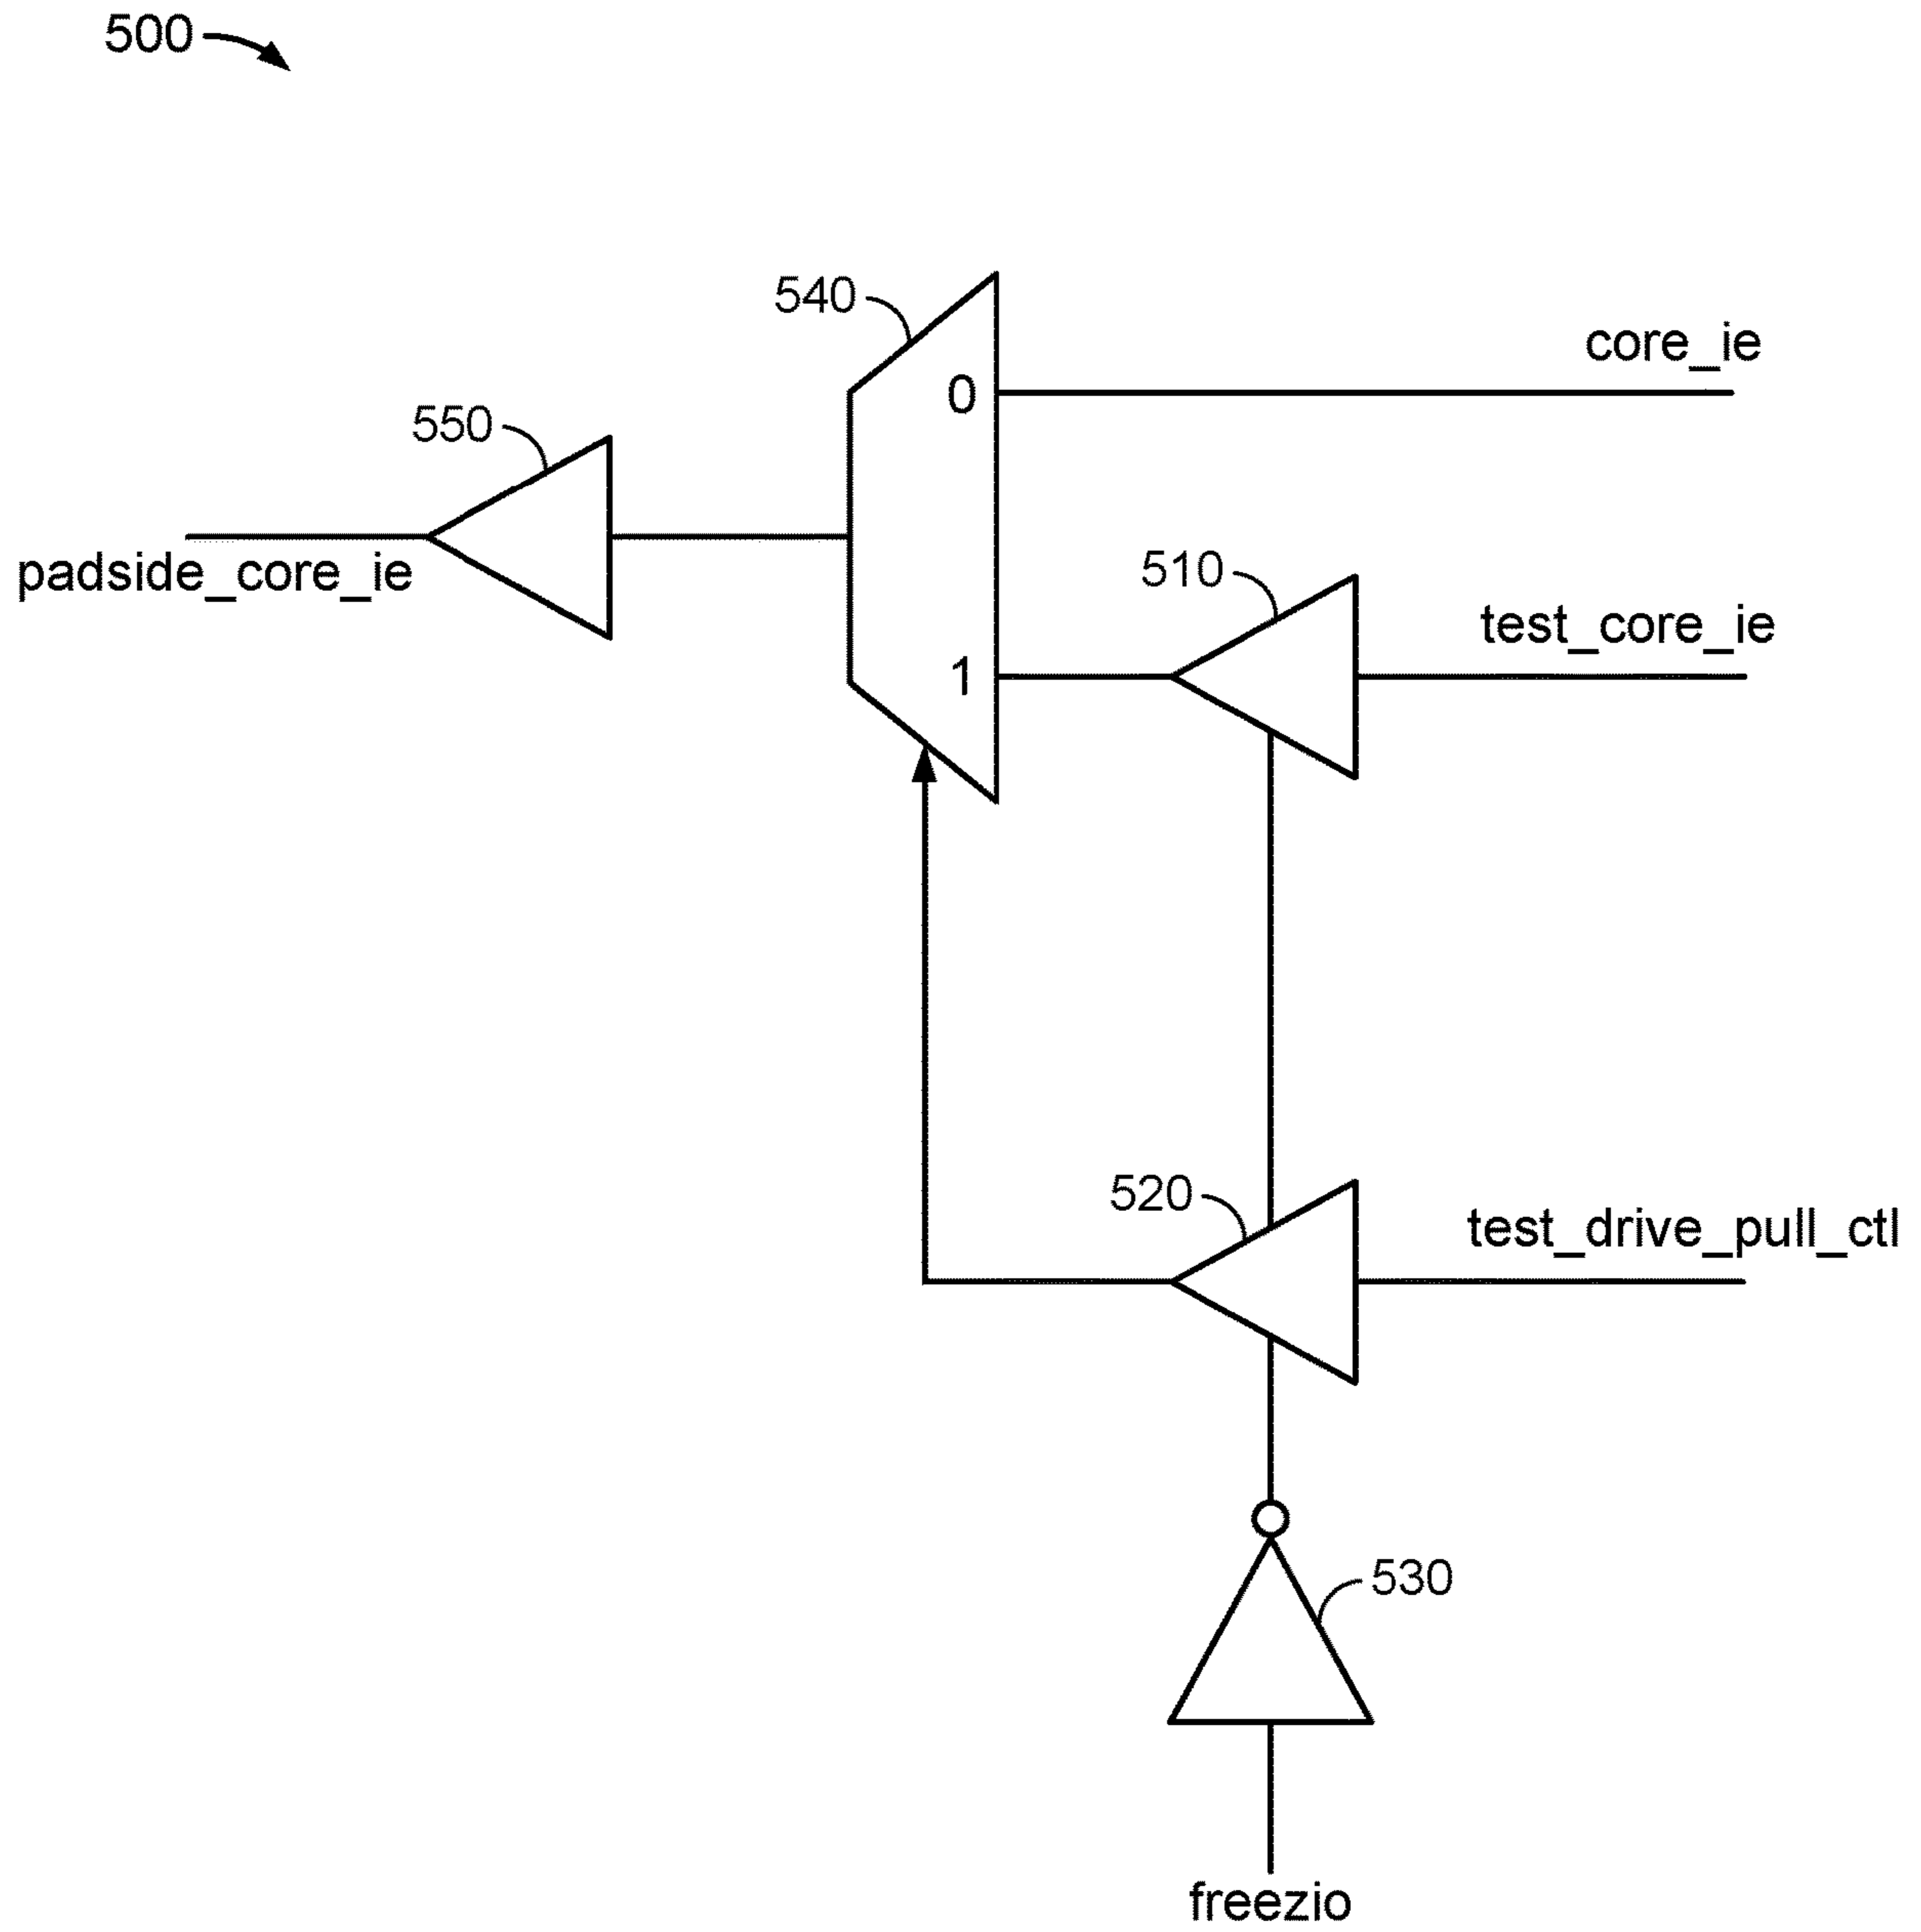 500
540
core_ie
0
550
padside_core_ie
510
test_core_ie
1
520
test_drive_pull_ctl
530
freezio